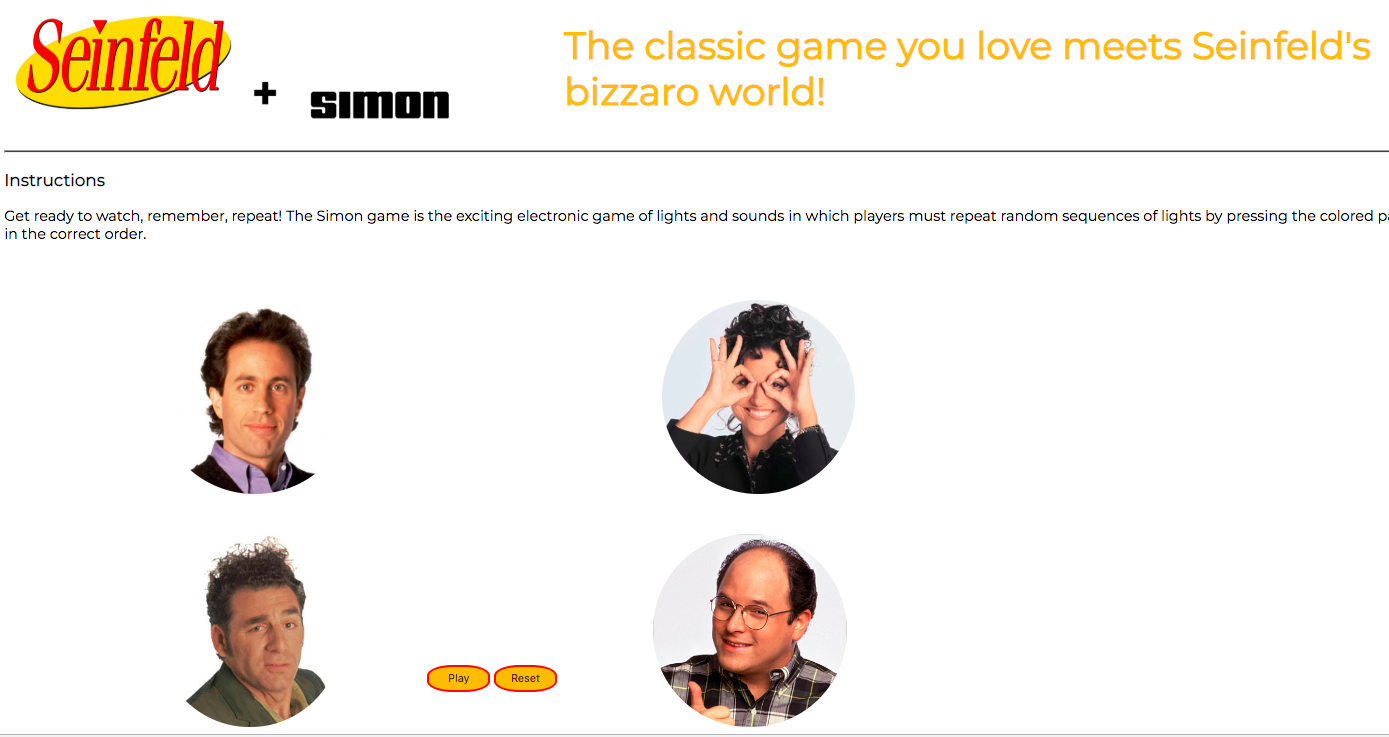 Seinfeld
+
simon
The classic game you love meets Seinfeld's
bizzaro world!
Instructions
Get ready to watch, remember, repeat! The Simon game is the exciting electronic game of lights and sounds in which players must repeat random sequences of lights by pressing the colored pa
in the correct order.
Play
Reset